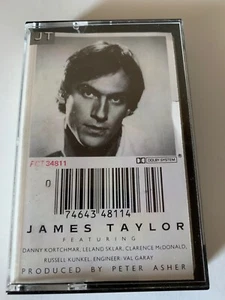 JT
PCT 34811
DOLBY SYSTEM
0
74643 48114
JAMES TAYLOR
FEATURING
DANNY KORTCHMAR, LELAND SKLAR, CLARENCE McDONALD,
RUSSELL KUNKEL, ENGINEER: VAL GARAY
PRODUCED BY PETER ASHER